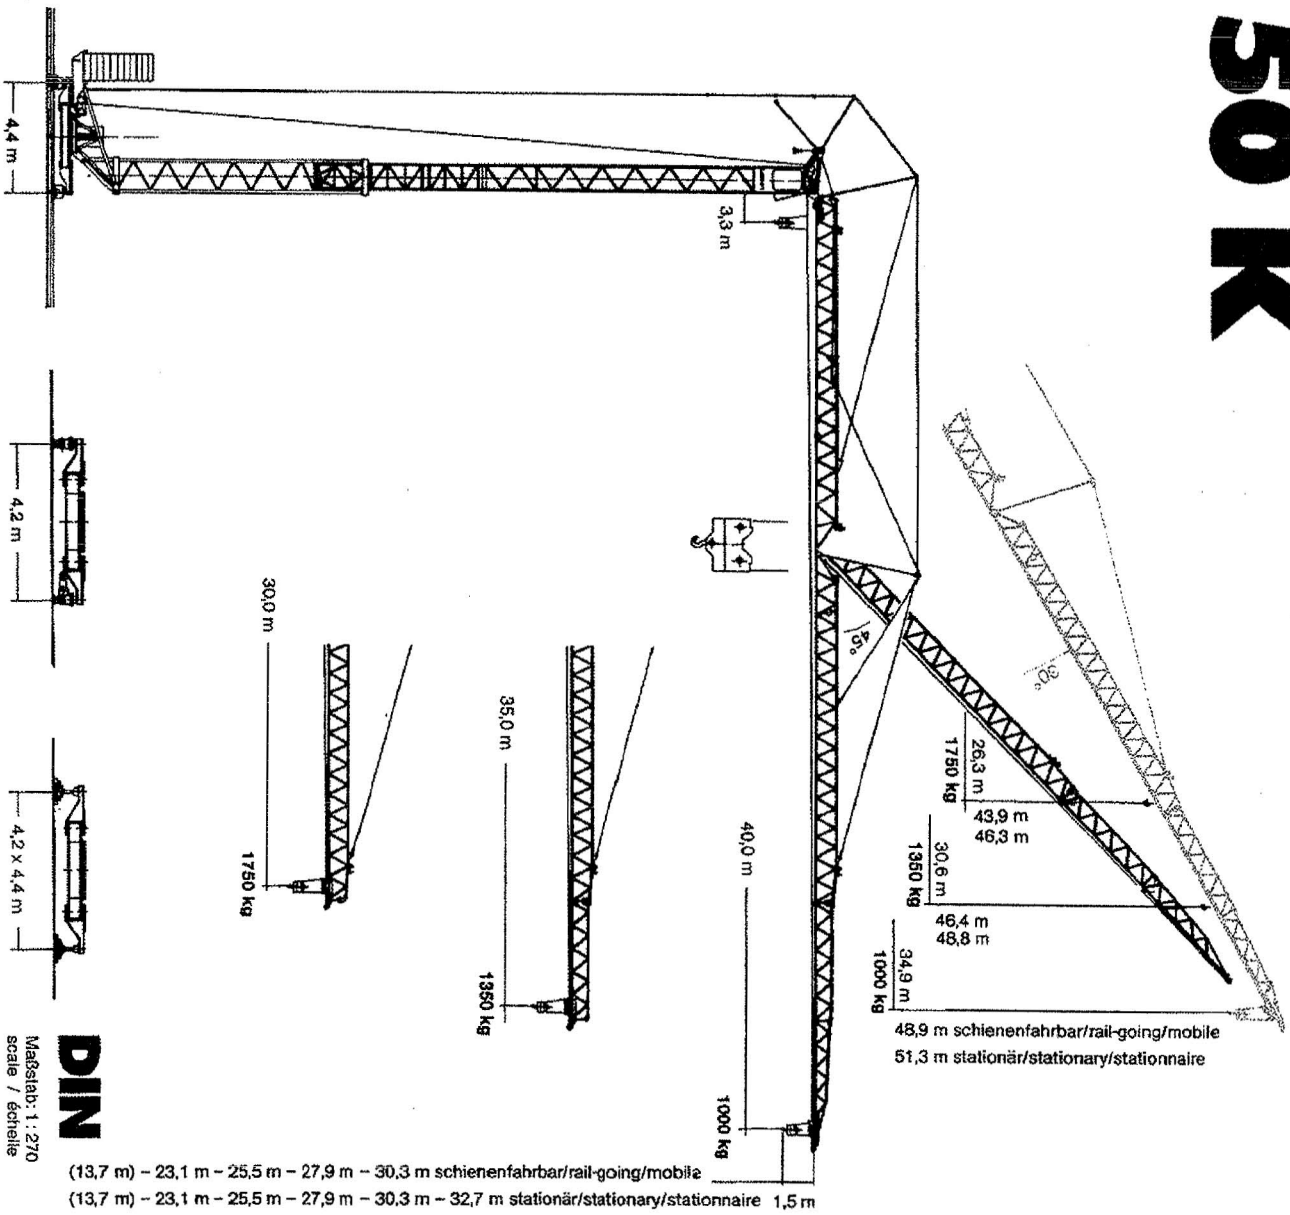 50 K
4,4 m
3,3 m
4,2 m
4,2 x 4,4 m
30,0 m
1750 kg
35,0 m
1350 kg
40,0 m
1000 kg
45°
30°
26,3 m
1750 kg
43,9 m
46,3 m
30,6 m
1350 kg
46,4 m
48,8 m
34,9 m
1000 kg
48,9 m schienenfahrbar/rail-going/mobile
51,3 m stationär/stationary/stationnaire
DIN
Maßstab: 1 : 270
scale / échelle
(13,7 m) – 23,1 m – 25,5 m – 27,9 m – 30,3 m schienenfahrbar/rail-going/mobile
(13,7 m) – 23,1 m – 25,5 m – 27,9 m – 30,3 m – 32,7 m stationär/stationary/stationnaire
1,5 m